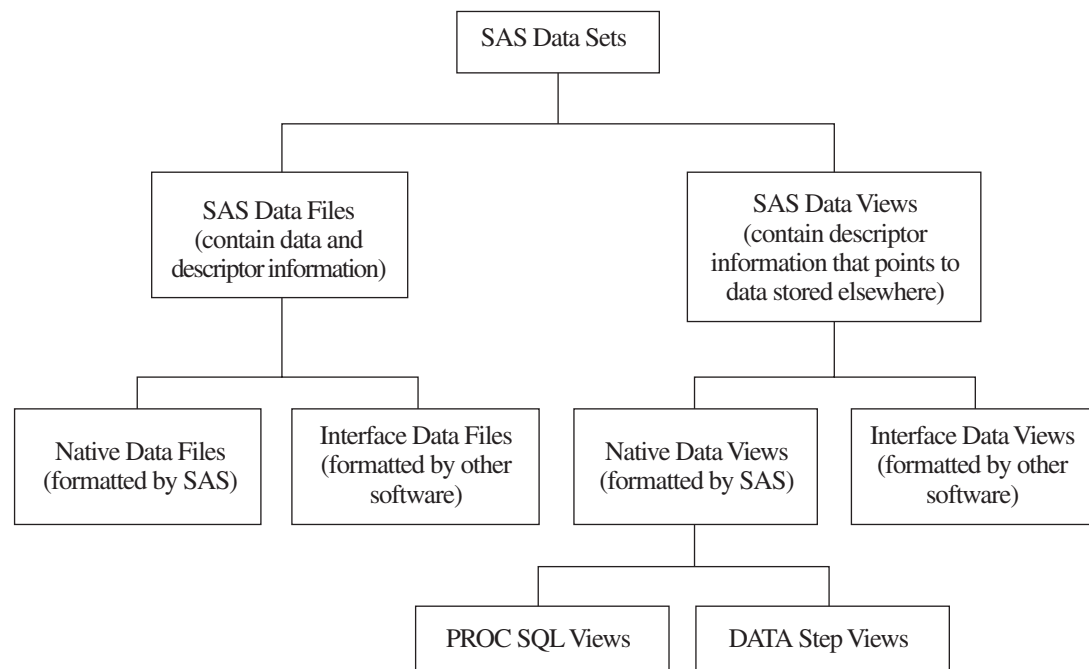 SAS Data Sets
SAS Data Files
(contain data and
descriptor information)
SAS Data Views
(contain descriptor
information that points to
data stored elsewhere)
Native Data Files
(formatted by SAS)
Interface Data Files
(formatted by other
software)
Native Data Views
(formatted by SAS)
Interface Data Views
(formatted by other
software)
PROC SQL Views
DATA Step Views